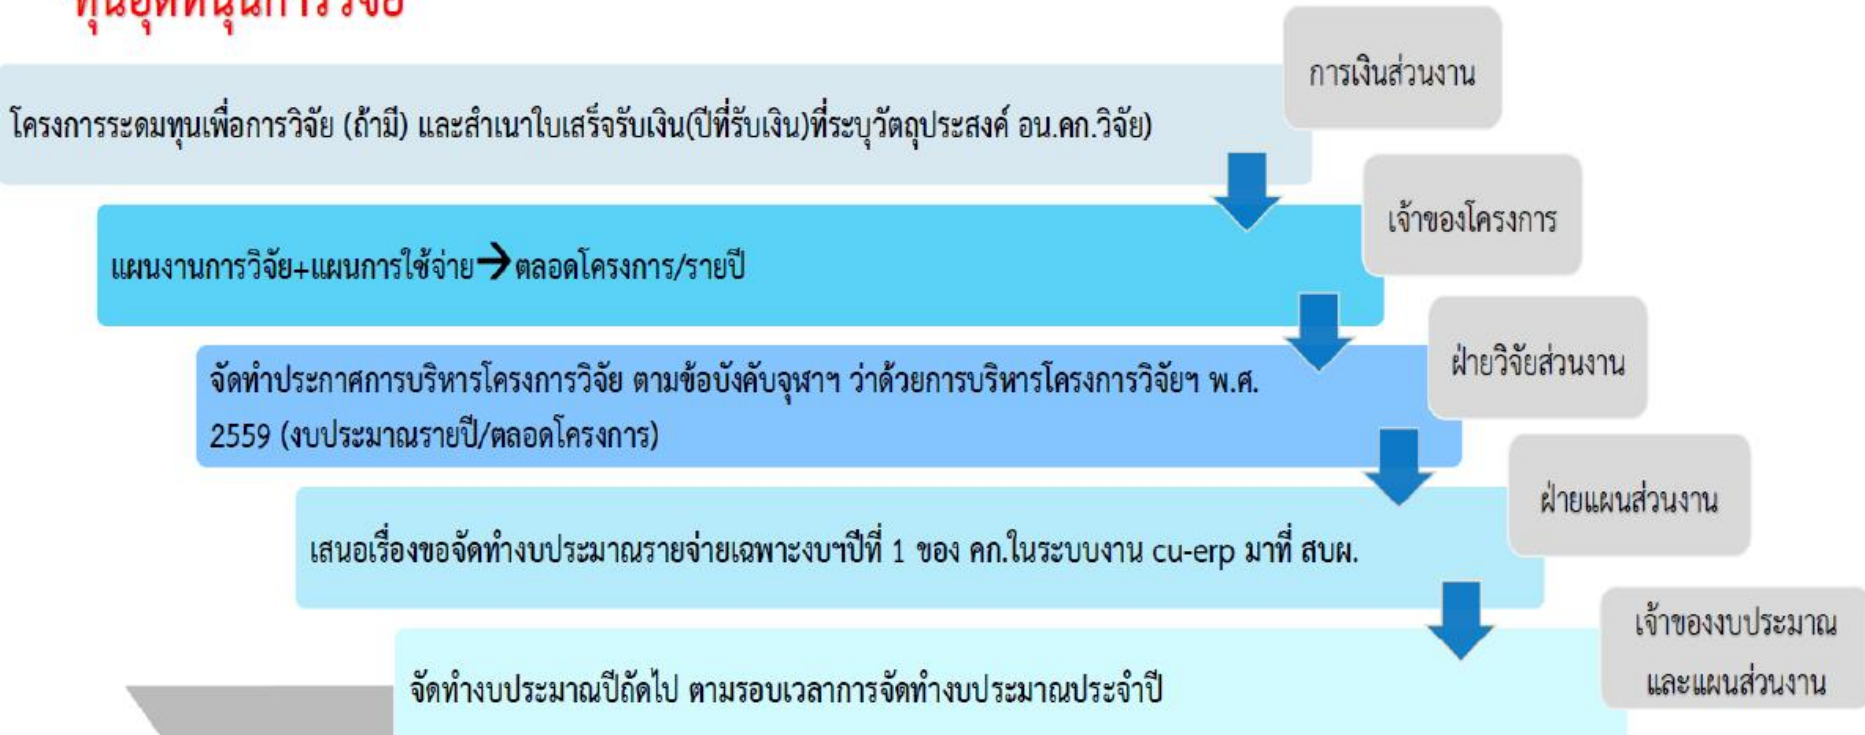 ทุนอุดหนุนการวิจัย
การเงินส่วนงาน
โครงการระดมทุนเพื่อการวิจัย (ถ้ามี) และสำเนาใบเสร็จรับเงิน(ปีที่รับเงิน)ที่ระบุวัตถุประสงค์ อน.คก.วิจัย)
เจ้าของโครงการ
แผนงานการวิจัย+แผนการใช้จ่าย→ตลอดโครงการ/รายปี
ฝ่ายวิจัยส่วนงาน
จัดทำประกาศการบริหารโครงการวิจัย ตามข้อบังคับจุฬาฯ ว่าด้วยการบริหารโครงการวิจัยฯ พ.ศ.
2559 (งบประมาณรายปี/ตลอดโครงการ)
ฝ่ายแผนส่วนงาน
เสนอเรื่องขอจัดทำงบประมาณรายจ่ายเฉพาะงบฯปีที่ 1 ของ คก.ในระบบงาน cu-erp มาที่ สบผ.
เจ้าของงบประมาณ
และแผนส่วนงาน
จัดทำงบประมาณปีถัดไป ตามรอบเวลาการจัดทำงบประมาณประจำปี